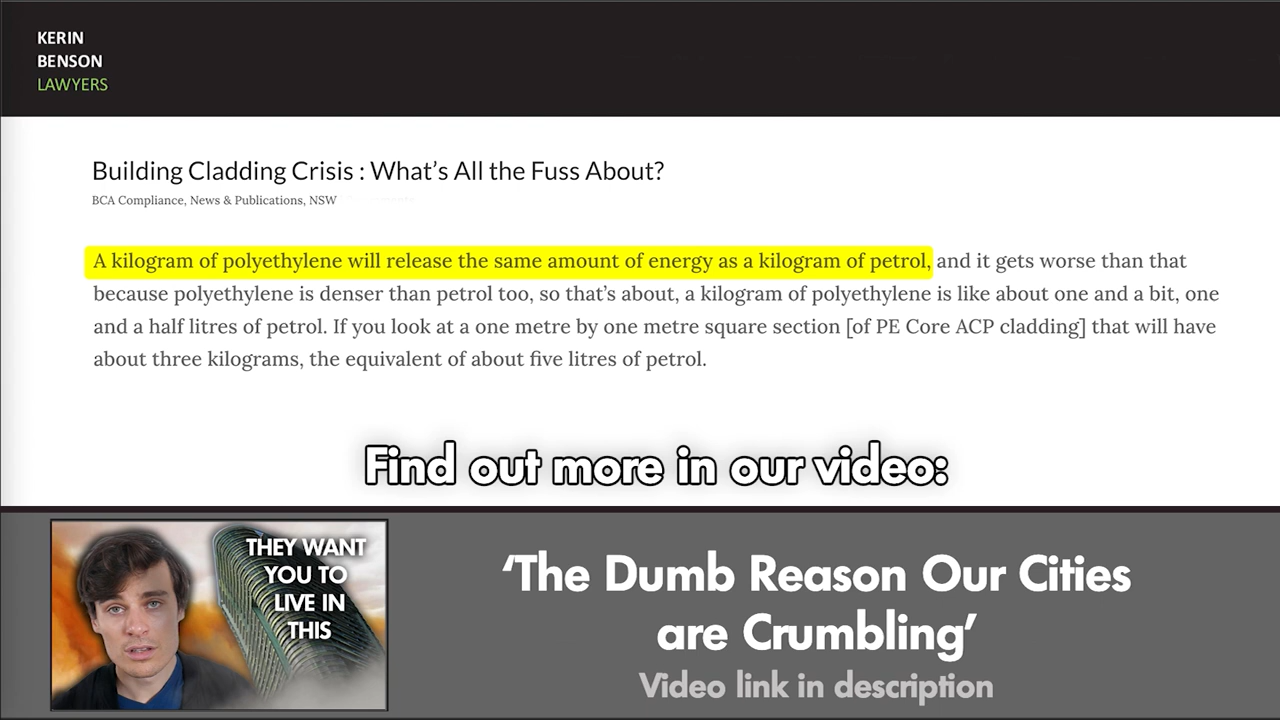 KERIN
BENSON
LAWYERS
Building Cladding Crisis : What's All the Fuss About?
BCA Compliance, News & Publications, NSW
A kilogram of polyethylene will release the same amount of energy as a kilogram of petrol, and it gets worse than that
because polyethylene is denser than petrol too, so that's about, a kilogram of polyethylene is like about one and a bit, one
and a half litres of petrol. If you look at a one metre by one metre square section [of PE Core ACP cladding] that will have
about three kilograms, the equivalent of about five litres of petrol.
Find out more in our video:
THEY WANT
YOU TO
LIVE IN
THIS
‘The Dumb Reason Our Cities
are Crumbling’
Video link in description